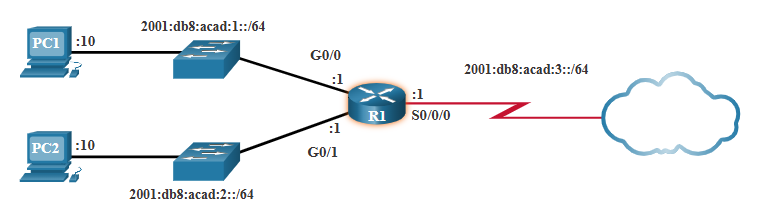 2001:db8:acad:1::/64
PC1
:10
G0/0
:1
2001:db8:acad:3::/64
:1
R1
S0/0/0
:1
PC2
:10
G0/1
2001:db8:acad:2::/64